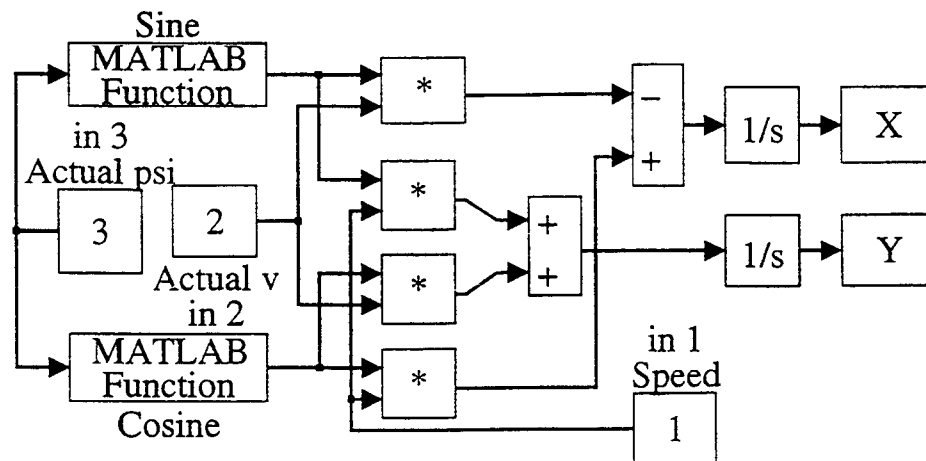 Sine
MATLAB
Function
*
−
1/s
X
in 3
Actual psi
3
2
*
+
+
+
1/s
Y
Actual v
in 2
*
MATLAB
Function
*
in 1
Speed
Cosine
1